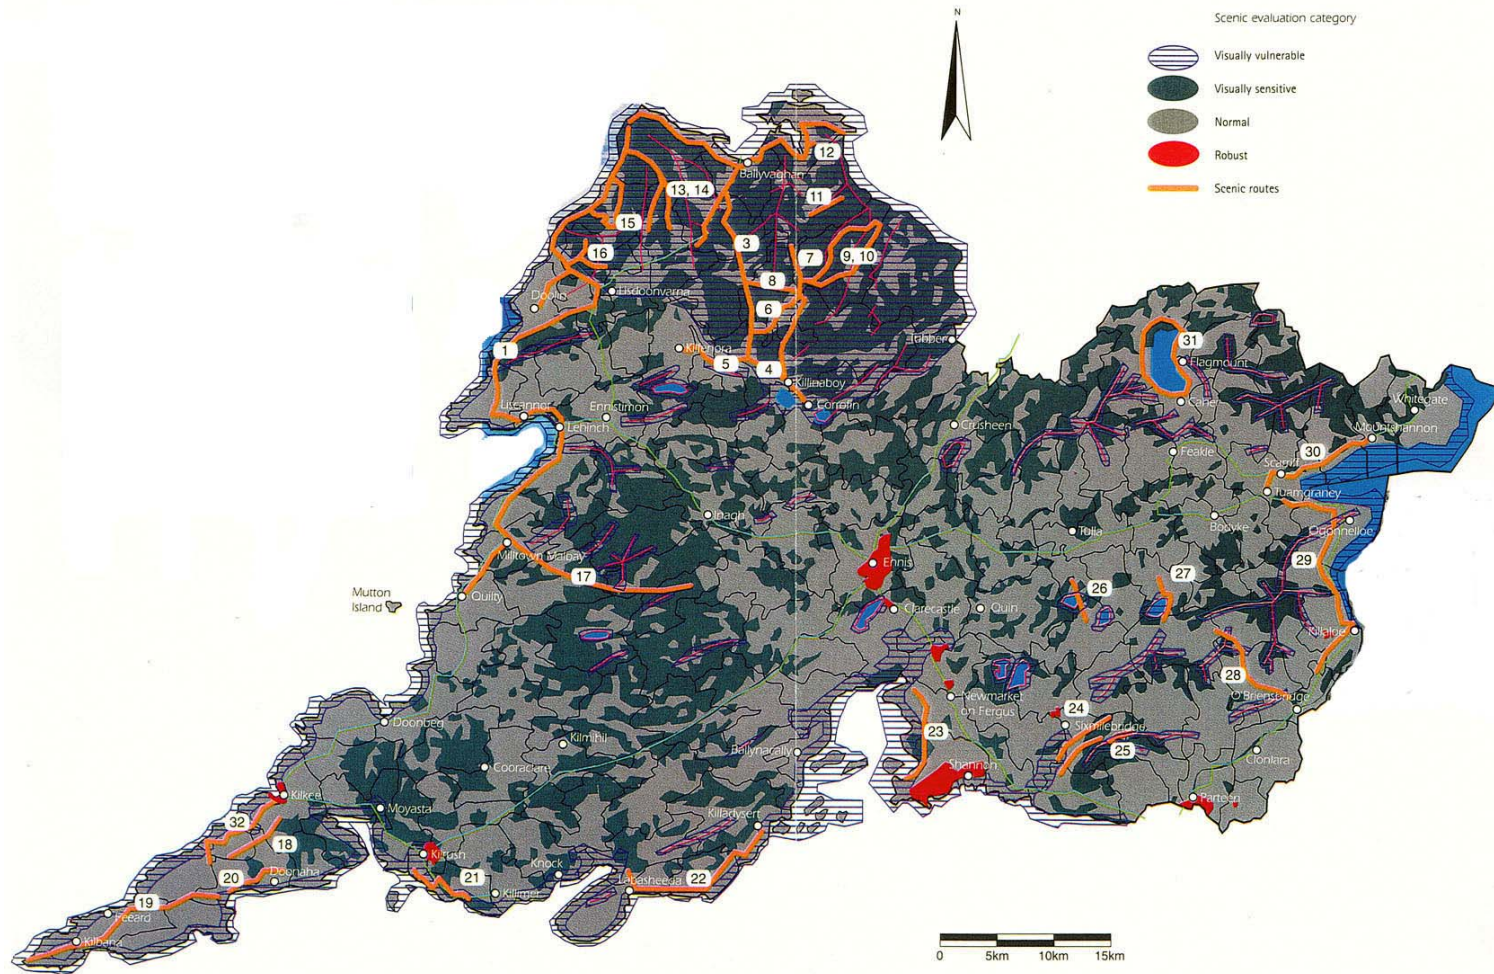 N
Scenic evaluation category
Visually vulnerable
Visually sensitive
Normal
Robust
Scenic routes
12
Ballyvaghan
13, 14
11
15
3
16
7
9, 10
8
Lisdoonvarna
Doolin
6
Tubber
31
1
Kilfenora
5
4
Flagmount
Killinaboy
Caher
Whitegate
Corrofin
Liscannor
Ennistimon
Lehinch
Crusheen
Mountshannon
Feakle
30
Scarriff
Tuamgraney
Inagh
Bodyke
Ogonnelloe
Tulla
Milltown Malbay
Ennis
29
17
27
26
Mutton
Island
Quilty
Clarecastle
Quin
Killaloe
28
O'Briensbridge
Newmarket
on Fergus
24
Doonbeg
Sixmilebridge
23
Kilmihil
Ballynacally
25
Clonlara
Cooraclare
Shannon
Kilkee
Parteen
Moyasta
32
Killadysert
18
Kilrush
Knock
20
Doonaha
21
22
Killimer
Labasheeda
19
Feeard
Kilbaha
0
5km
10km
15km